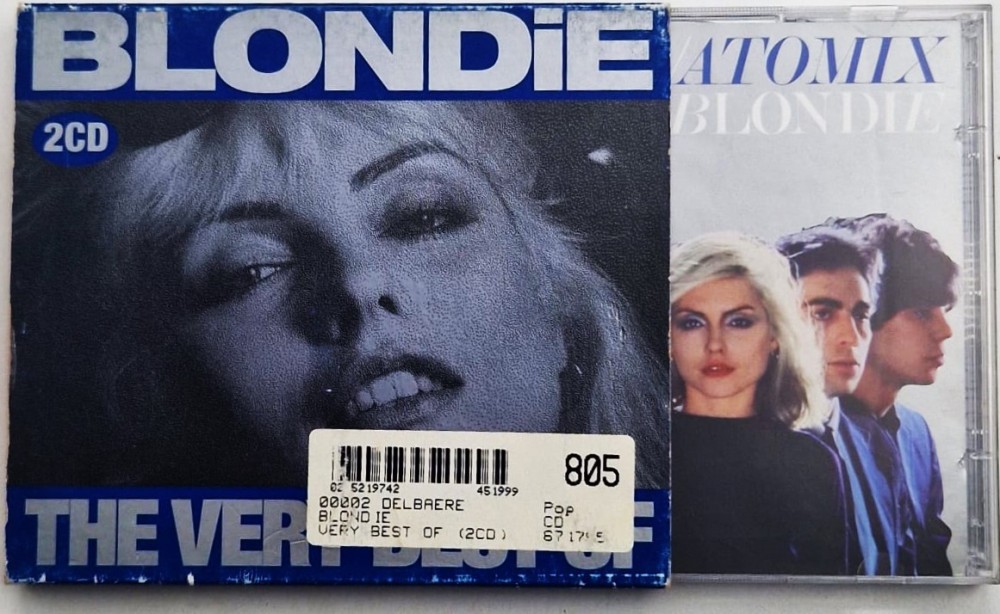 BLONDiE
2CD
ATOMIX
BLONDIE
805
02 5219742 451999
00002 DELBAERE Pop
BLONDIE CD
VERY BEST OF (2CD)
THE VERY BEST OF